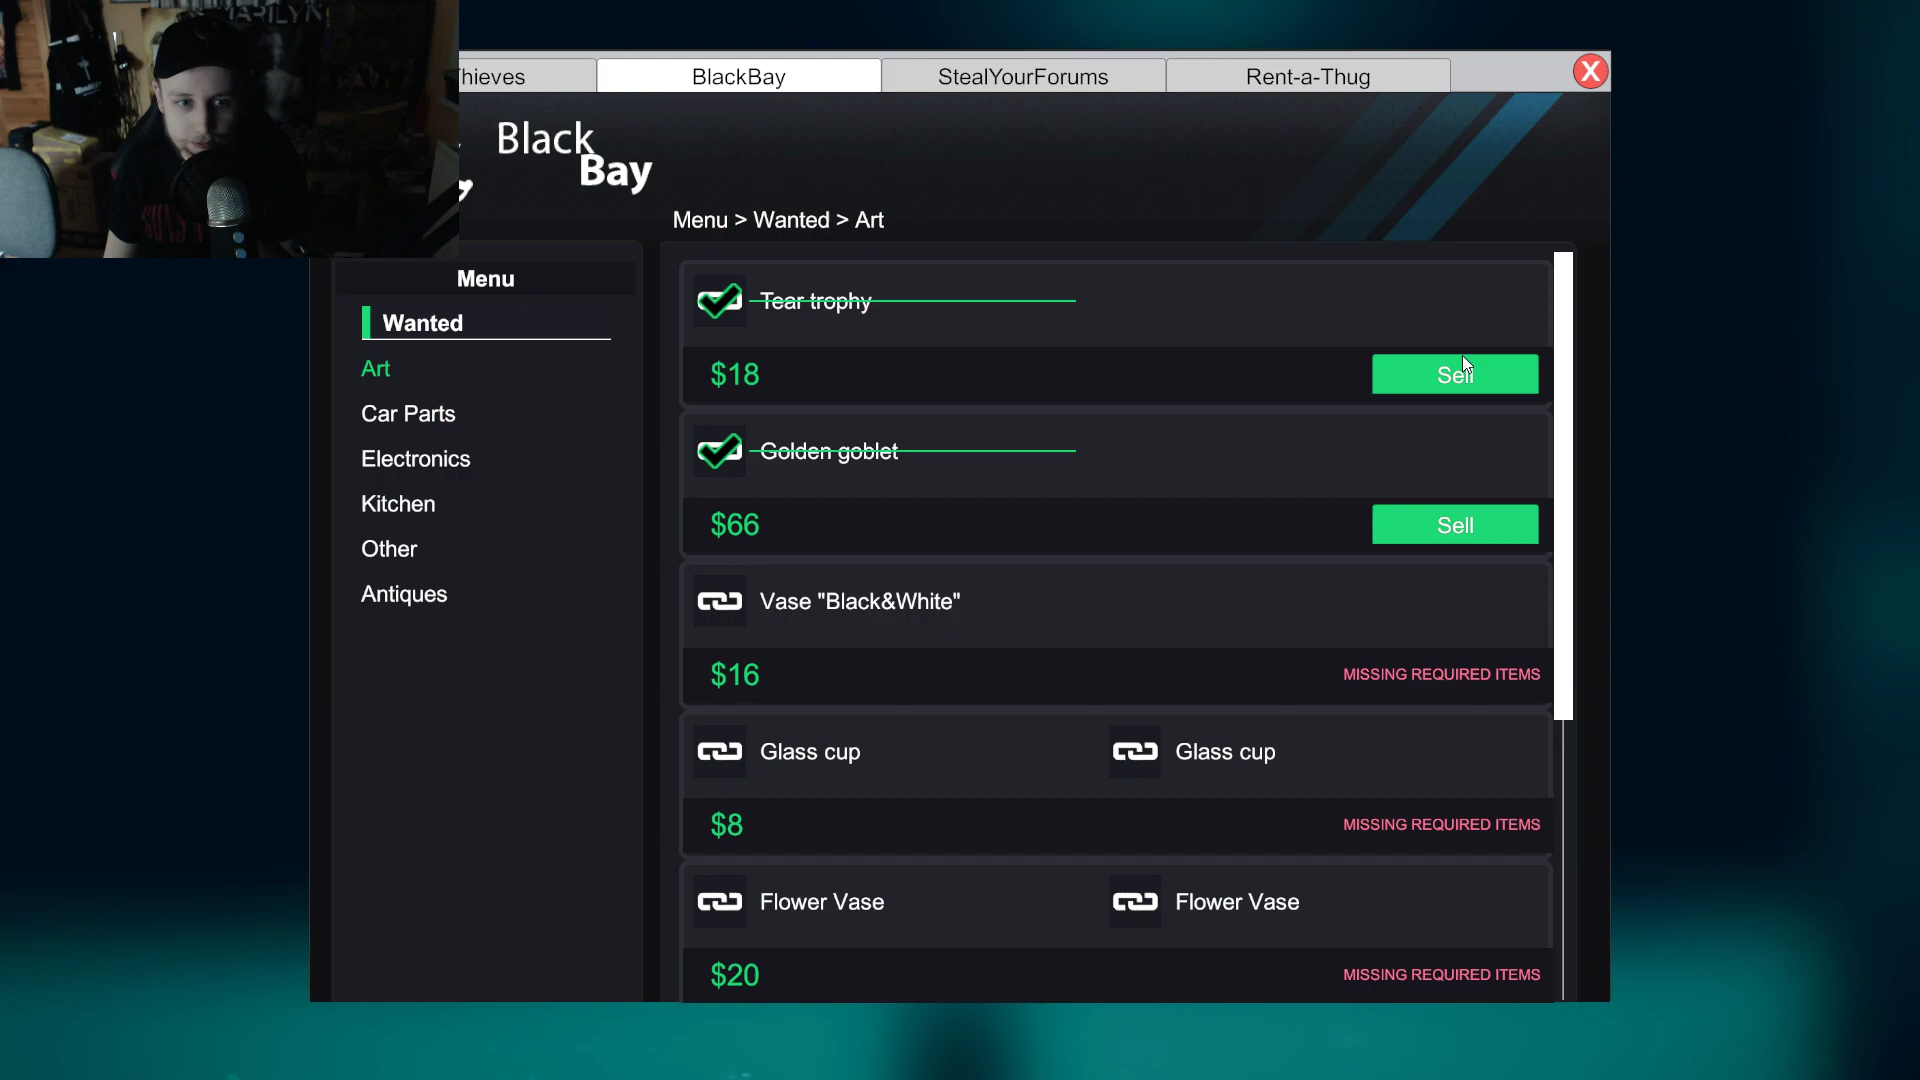 MARILYN
hieves
BlackBay
StealYourForums
Rent-a-Thug
X
Black
Bay
Menu > Wanted > Art
Menu
Wanted
Art
Car Parts
Electronics
Kitchen
Other
Antiques
Tear trophy
$18
Sell
Golden goblet
$66
Sell
Vase "Black&White"
$16
MISSING REQUIRED ITEMS
Glass cup
Glass cup
$8
MISSING REQUIRED ITEMS
Flower Vase
Flower Vase
$20
MISSING REQUIRED ITEMS